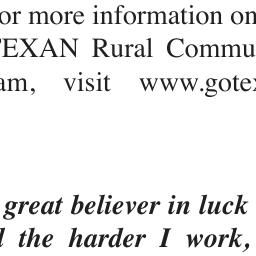 or more information on
TEXAN Rural Commu
am, visit www.gotex
great believer in luck
the harder I work,